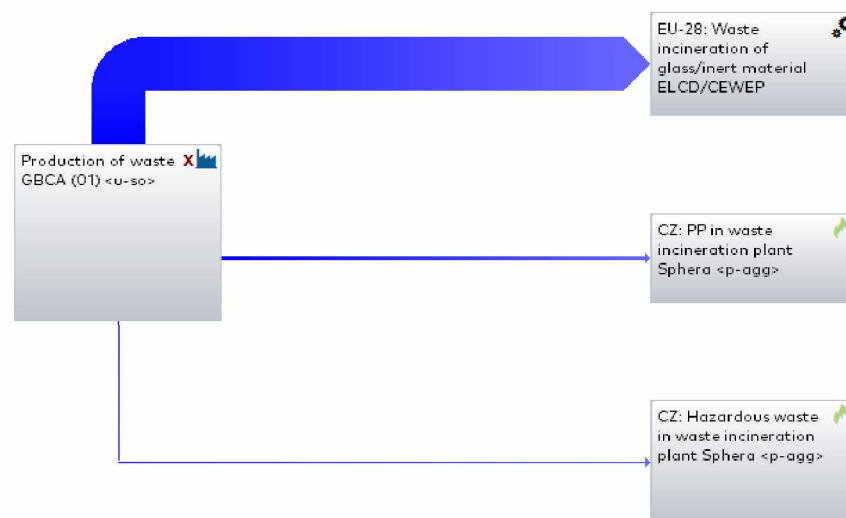 EU-28: Waste
incineration of
glass/inert material
ELCD/CEWEP
Production of waste X
GBCA (01) <u-so>
CZ: PP in waste
incineration plant
Sphera <p-agg>
CZ: Hazardous waste
in waste incineration
plant Sphera <p-agg>